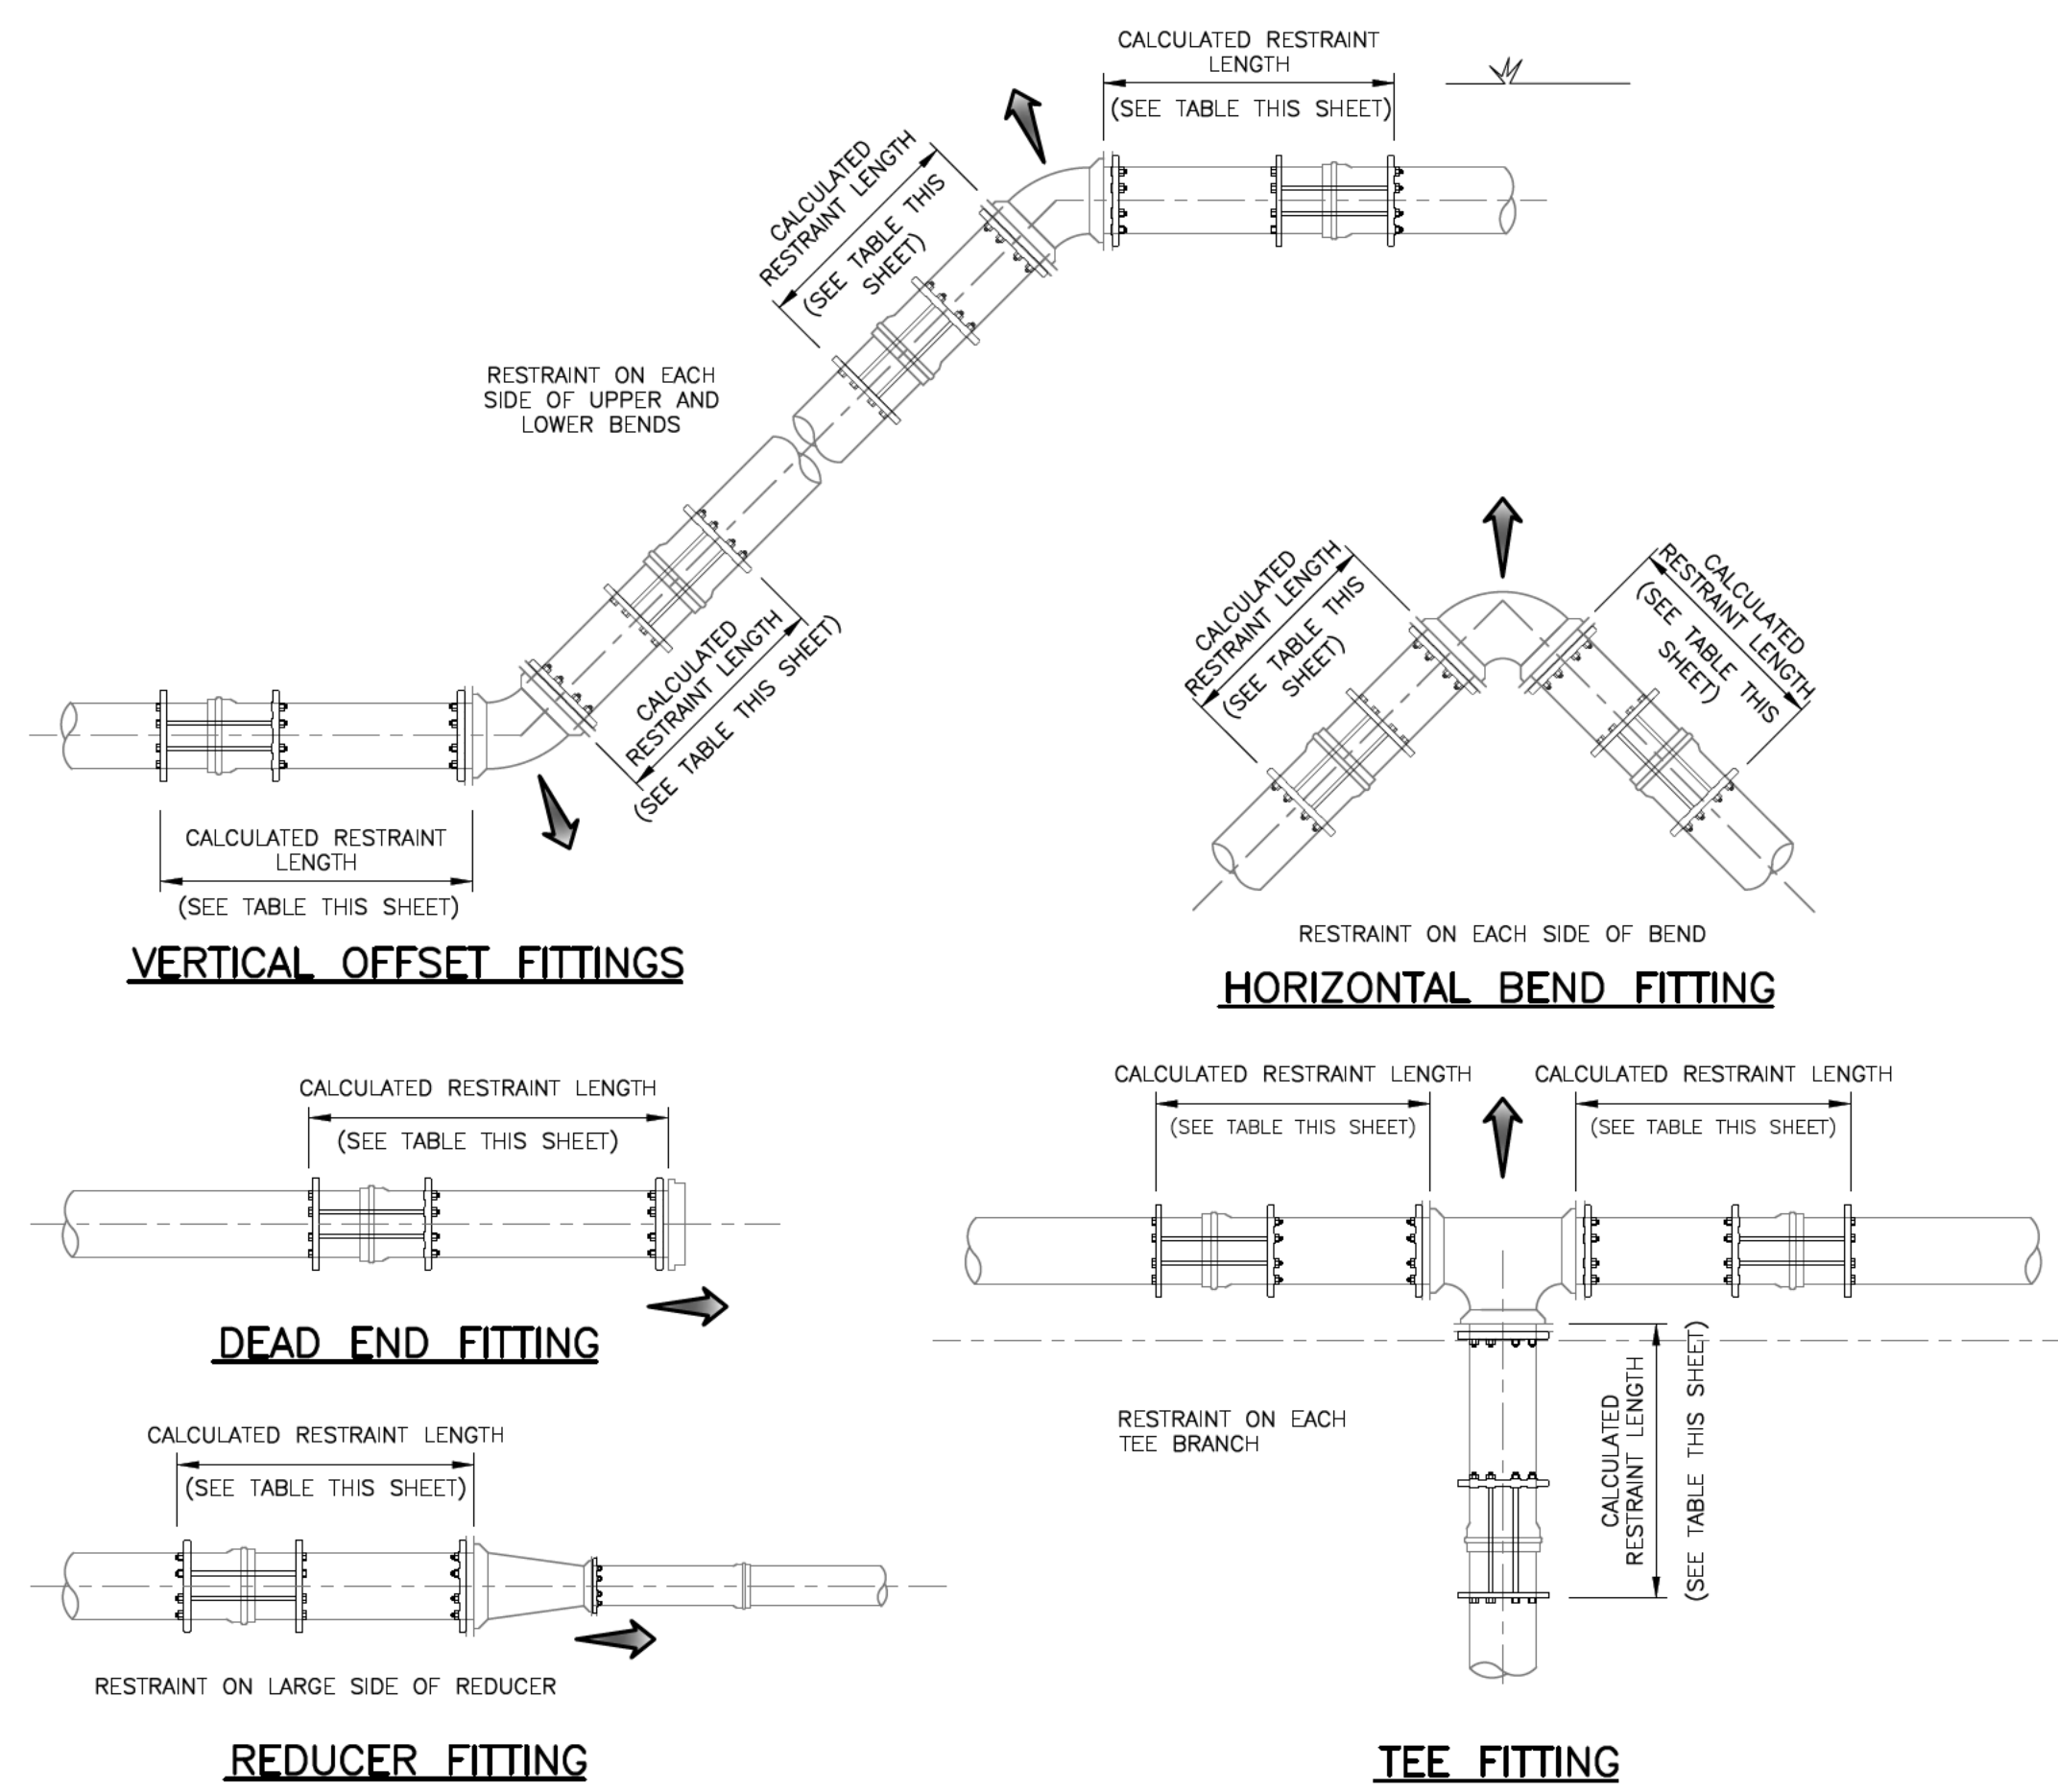 CALCULATED RESTRAINT
LENGTH
(SEE TABLE THIS SHEET)
CALCULATED
RESTRAINT LENGTH
(SEE TABLE THIS
SHEET)
RESTRAINT ON EACH
SIDE OF UPPER AND
LOWER BENDS
CALCULATED
RESTRAINT LENGTH
(SEE TABLE THIS SHEET)
CALCULATED RESTRAINT
LENGTH
(SEE TABLE THIS SHEET)
VERTICAL OFFSET FITTINGS
CALCULATED
RESTRAINT LENGTH
(SEE TABLE THIS
SHEET)
CALCULATED
RESTRAINT LENGTH
(SEE TABLE THIS
SHEET)
RESTRAINT ON EACH SIDE OF BEND
HORIZONTAL BEND FITTING
CALCULATED RESTRAINT LENGTH
(SEE TABLE THIS SHEET)
DEAD END FITTING
CALCULATED RESTRAINT LENGTH
(SEE TABLE THIS SHEET)
RESTRAINT ON LARGE SIDE OF REDUCER
REDUCER FITTING
CALCULATED RESTRAINT LENGTH
(SEE TABLE THIS SHEET)
CALCULATED RESTRAINT LENGTH
(SEE TABLE THIS SHEET)
RESTRAINT ON EACH
TEE BRANCH
CALCULATED
RESTRAINT LENGTH
(SEE TABLE THIS SHEET)
TEE FITTING